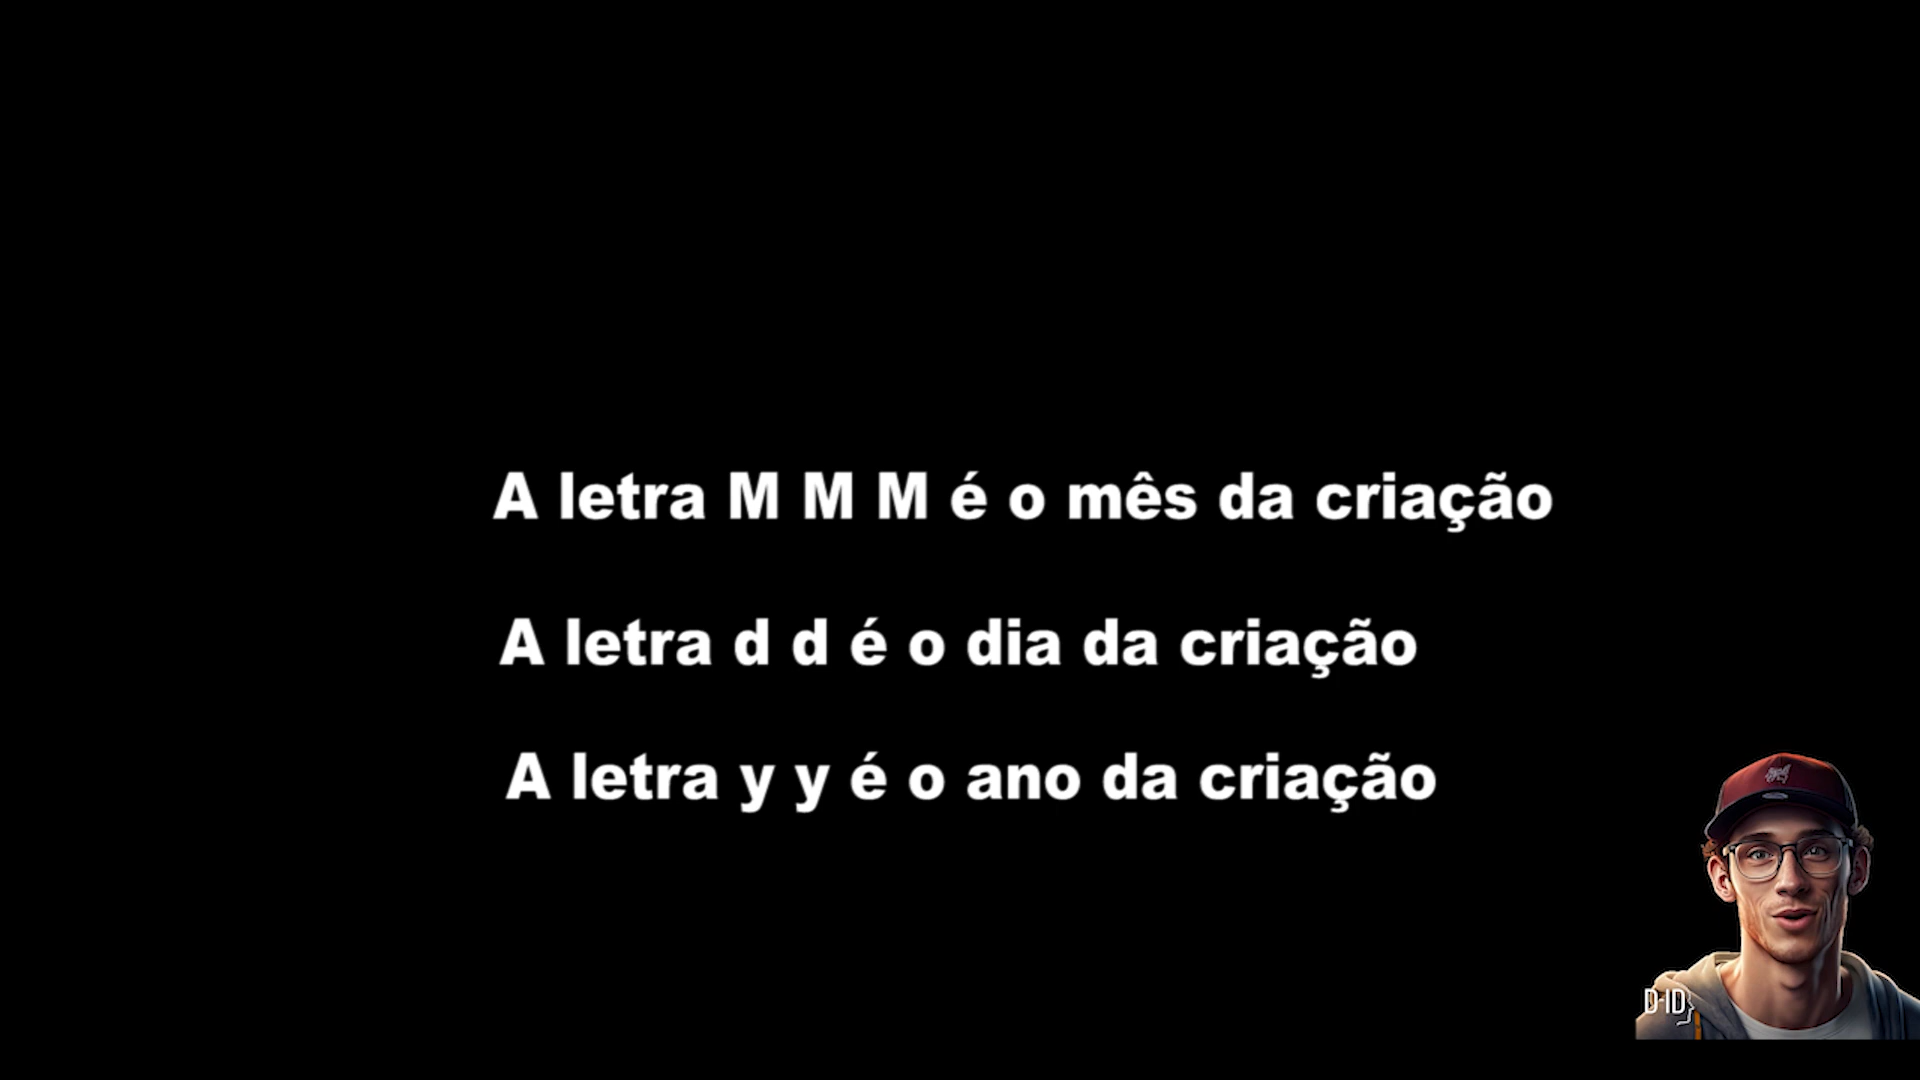 A letra M M M é o mês da criação
A letra d d é o dia da criação
A letra y y é o ano da criação
D-ID